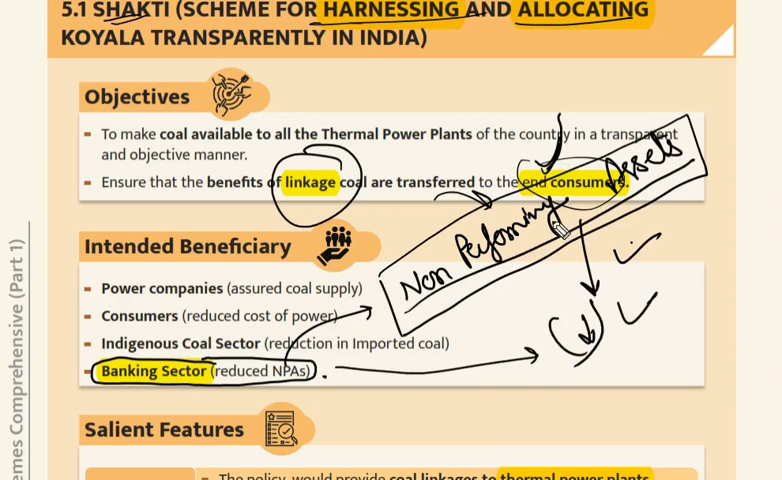 5.1 SHAKTI (SCHEME FOR HARNESSING AND ALLOCATING
KOYALA TRANSPARENTLY IN INDIA)
Objectives
- To make coal available to all the Thermal Power Plants of the country in a transparent
and objective manner.
- Ensure that the benefits of linkage coal are transferred to the end consumers.
Non Performing Assets
Intended Beneficiary
- Power companies (assured coal supply)
- Consumers (reduced cost of power)
- Indigenous Coal Sector (reduction in Imported coal)
- Banking Sector (reduced NPAs)
Salient Features
- The policy would provide coal linkages to thermal power plants
emes Comprehensive (Part 1)